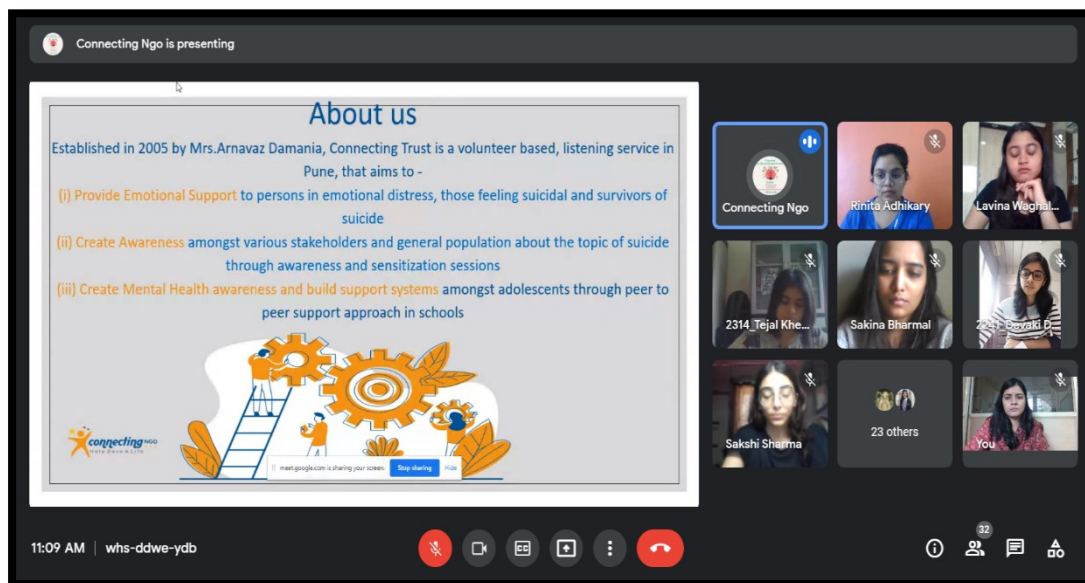 Connecting Ngo is presenting
About us
Established in 2005 by Mrs.Arnavaz Damania, Connecting Trust is a volunteer based, listening service in
Pune, that aims to -
(i) Provide Emotional Support to persons in emotional distress, those feeling suicidal and survivors of
suicide
(ii) Create Awareness amongst various stakeholders and general population about the topic of suicide
through awareness and sensitization sessions
(iii) Create Mental Health awareness and build support systems amongst adolescents through peer to
peer support approach in schools
connecting NGO
meet.google.com is sharing your screen.
Stop sharing
Hide
Connecting Ngo
Rinita Adhikary
Lavina Waghal...
2314_Tejal Khe...
Sakina Bharmal
2241_Devaki D...
Sakshi Sharma
23 others
You
11:09 AM | whs-ddwe-ydb
CC
32